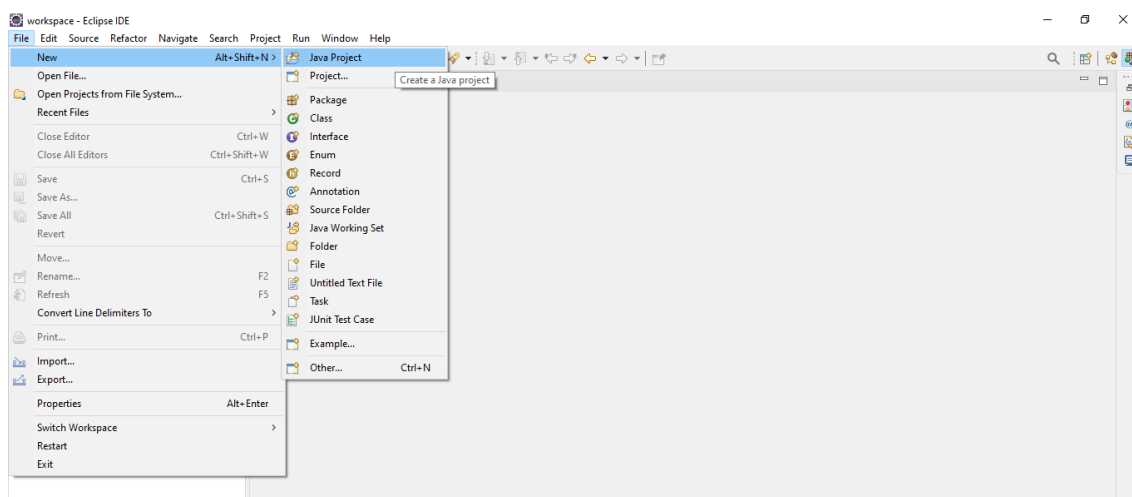 workspace - Eclipse IDE
File Edit Source Refactor Navigate Search Project Run Window Help
New Alt+Shift+N >
Open File...
Open Projects from File System...
Recent Files >
Close Editor Ctrl+W
Close All Editors Ctrl+Shift+W
Save Ctrl+S
Save As...
Save All Ctrl+Shift+S
Revert
Move...
Rename... F2
Refresh F5
Convert Line Delimiters To >
Print... Ctrl+P
Import...
Export...
Properties Alt+Enter
Switch Workspace >
Restart
Exit
Java Project
Project...
Create a Java project
Package
Class
Interface
Enum
Record
Annotation
Source Folder
Java Working Set
Folder
File
Untitled Text File
Task
JUnit Test Case
Example...
Other... Ctrl+N